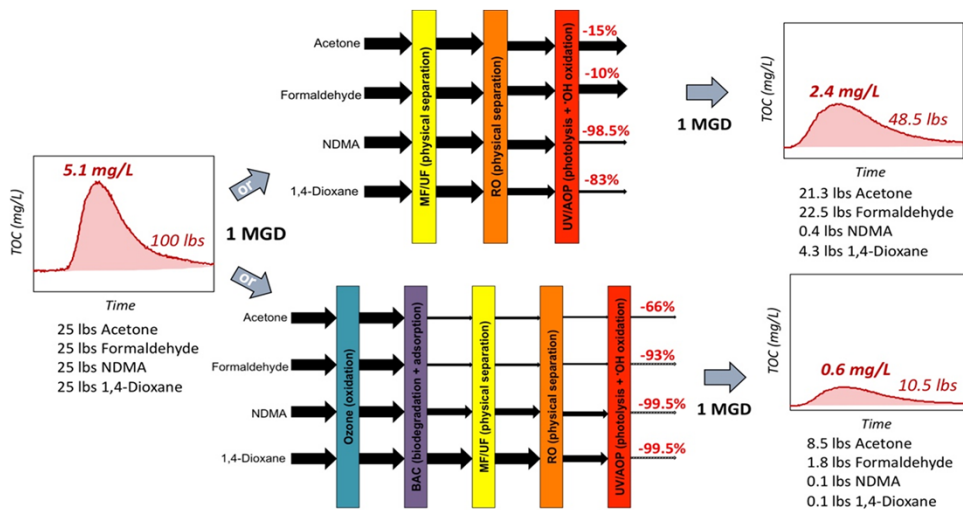 TOC (mg/L)
5.1 mg/L
100 lbs
Time
25 lbs Acetone
25 lbs Formaldehyde
25 lbs NDMA
25 lbs 1,4-Dioxane
or
1 MGD
or
Acetone
Formaldehyde
NDMA
1,4-Dioxane
MF/UF (physical separation)
RO (physical separation)
UV/AOP (photolysis + ˙OH oxidation)
-15%
-10%
-98.5%
-83%
1 MGD
TOC (mg/L)
2.4 mg/L
48.5 lbs
Time
21.3 lbs Acetone
22.5 lbs Formaldehyde
0.4 lbs NDMA
4.3 lbs 1,4-Dioxane
Acetone
Formaldehyde
NDMA
1,4-Dioxane
Ozone (oxidation)
BAC (biodegradation + adsorption)
MF/UF (physical separation)
RO (physical separation)
UV/AOP (photolysis + ˙OH oxidation)
-66%
-93%
-99.5%
-99.5%
1 MGD
TOC (mg/L)
0.6 mg/L
10.5 lbs
Time
8.5 lbs Acetone
1.8 lbs Formaldehyde
0.1 lbs NDMA
0.1 lbs 1,4-Dioxane